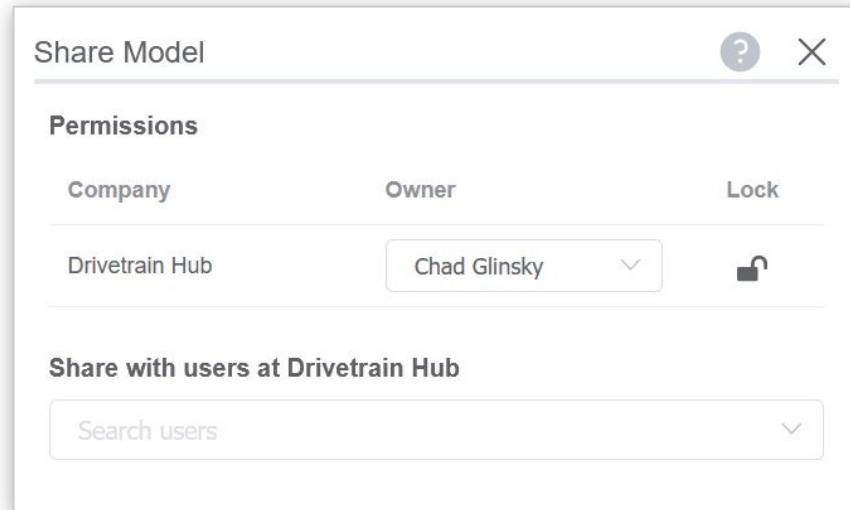 Share Model
?
Permissions
Company Owner Lock
Drivetrain Hub Chad Glinsky
Share with users at Drivetrain Hub
Search users